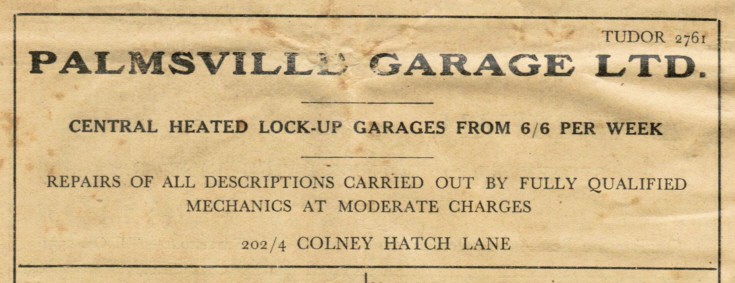 TUDOR 2761
PALMSVILLE GARAGE LTD.
CENTRAL HEATED LOCK-UP GARAGES FROM 6/6 PER WEEK
REPAIRS OF ALL DESCRIPTIONS CARRIED OUT BY FULLY QUALIFIED
MECHANICS AT MODERATE CHARGES
202/4 COLNEY HATCH LANE